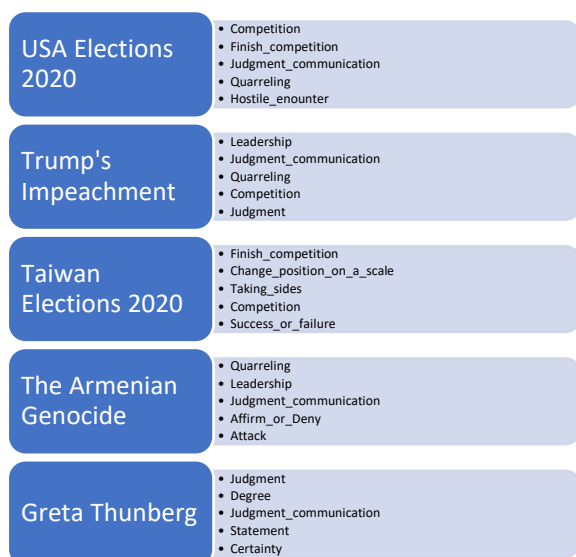 USA Elections
2020
• Competition
• Finish_competition
• Judgment_communication
• Quarreling
• Hostile_enounter
Trump's
Impeachment
• Leadership
• Judgment_communication
• Quarreling
• Competition
• Judgment
Taiwan
Elections 2020
• Finish_competition
• Change_position_on_a_scale
• Taking_sides
• Competition
• Success_or_failure
The Armenian
Genocide
• Quarreling
• Leadership
• Judgment_communication
• Affirm_or_Deny
• Attack
Greta Thunberg
• Judgment
• Degree
• Judgment_communication
• Statement
• Certainty